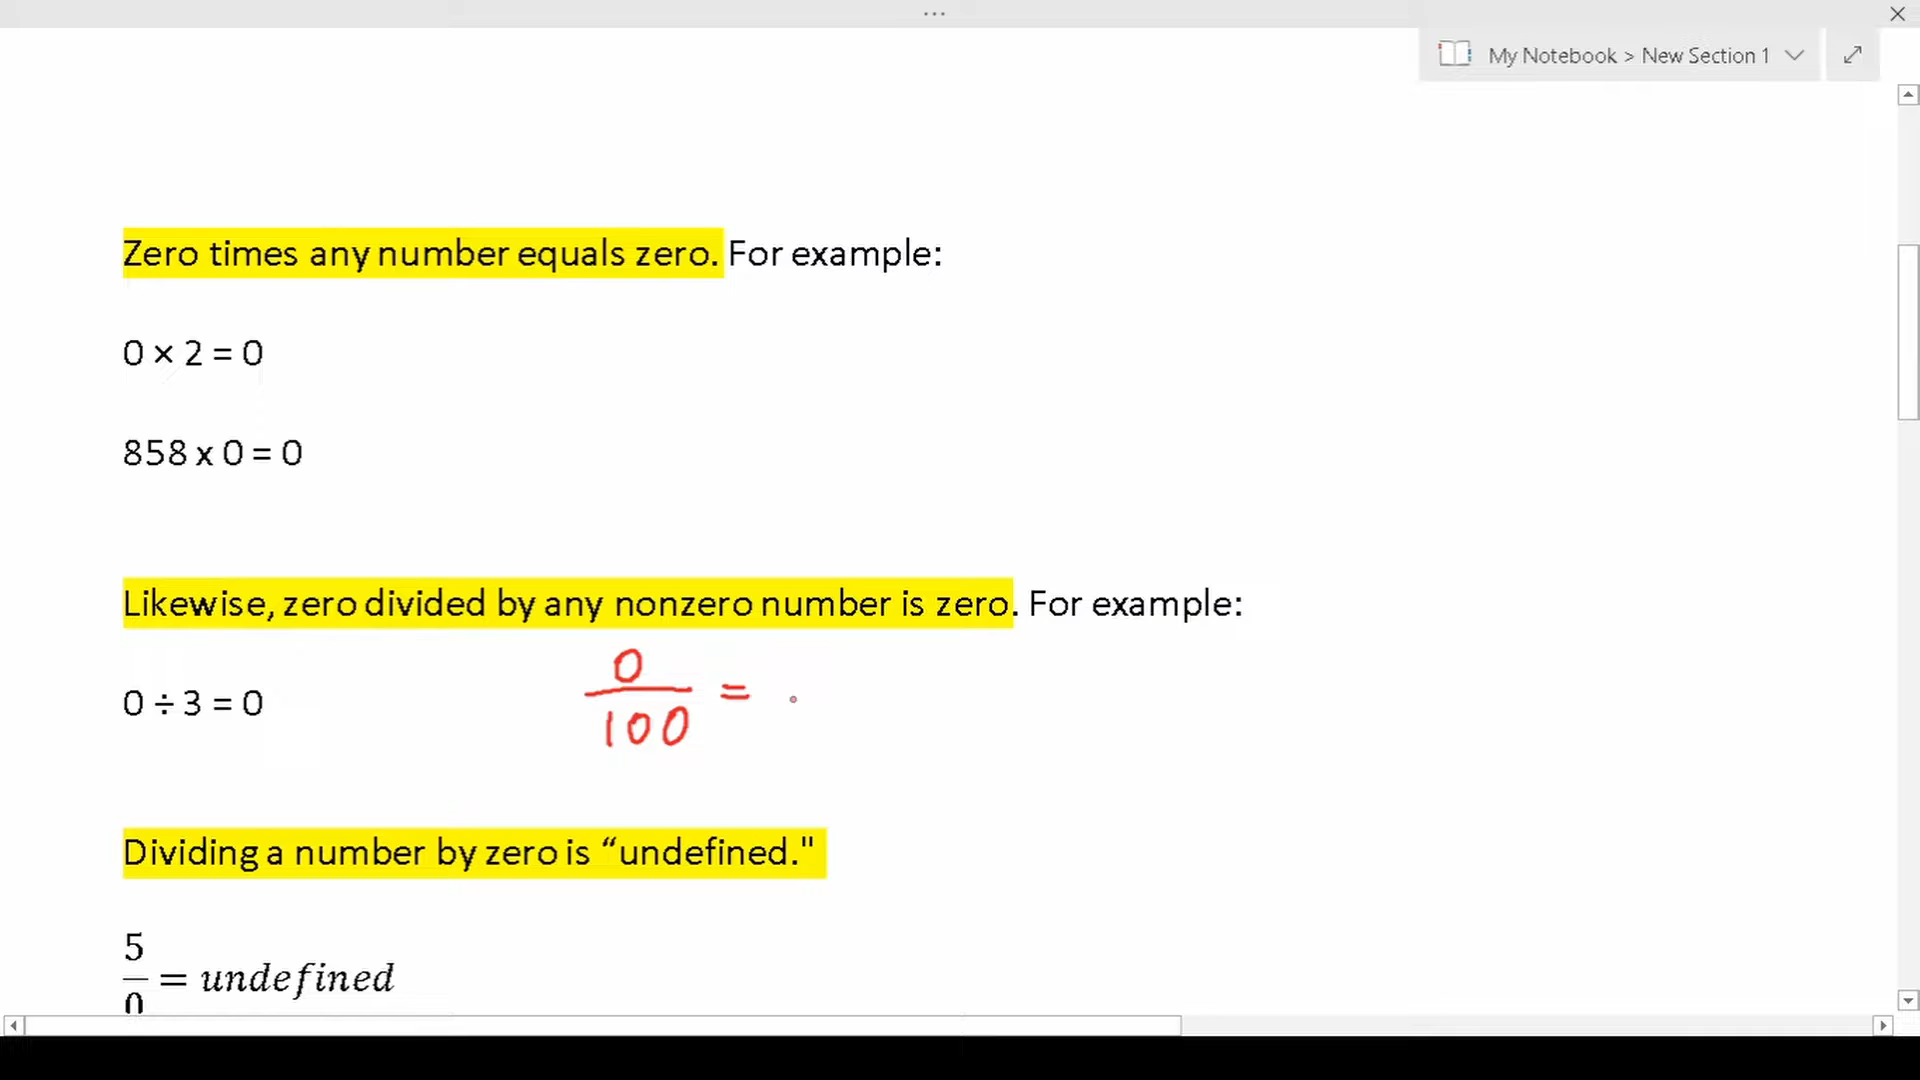 ...
My Notebook > New Section 1
Zero times any number equals zero. For example:
0 × 2 = 0
858 x 0 = 0
Likewise, zero divided by any nonzero number is zero. For example:
0 ÷ 3 = 0
0
100
=
Dividing a number by zero is “undefined."
5
0
= undefined